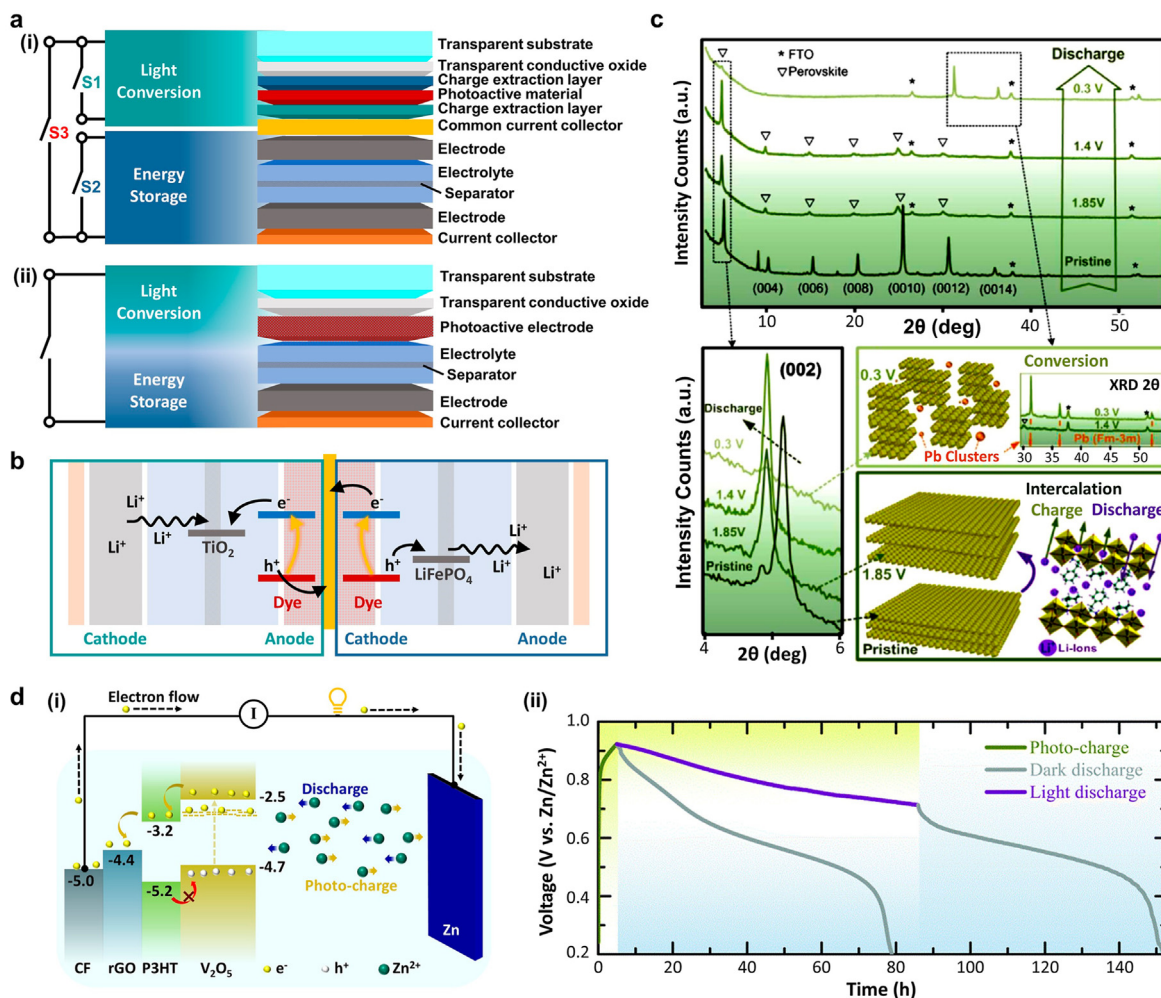 a
(i)
S1
S3
S2
Light
Conversion
Energy
Storage
Transparent substrate
Transparent conductive oxide
Charge extraction layer
Photoactive material
Charge extraction layer
Common current collector
Electrode
Electrolyte
Separator
Electrode
Current collector
(ii)
Light
Conversion
Energy
Storage
Transparent substrate
Transparent conductive oxide
Photoactive electrode
Electrolyte
Separator
Electrode
Current collector
b
Li⁺
Li⁺
Li⁺
TiO₂
e⁻
h⁺
Dye
e⁻
h⁺
Dye
LiFePO₄
Li⁺
Li⁺
Li⁺
Cathode
Anode
Cathode
Anode
c
Intensity Counts (a.u.)
* FTO
▽ Perovskite
Discharge
0.3 V
1.4 V
1.85V
Pristine
(004) (006) (008) (0010) (0012) (0014)
10 20 40 50
2θ (deg)
Intensity Counts (a.u.)
(002)
Discharge
0.3 V
1.4 V
1.85V
Pristine
4 6
2θ (deg)
0.3 V
Conversion
XRD 2θ
0.3 V
1.4 V
Pb (Fm-3m)
30 35 40 45 50
Pb Clusters
Intercalation
Charge Discharge
1.85 V
Pristine
Li⁺ Li-Ions
d
(i)
Electron flow
I
-2.5
-3.2
-4.4
-4.7
-5.0
-5.2
Discharge
Photo-charge
Zn
CF rGO P3HT V₂O₅
e⁻ h⁺ Zn²⁺
(ii)
Voltage (V vs. Zn/Zn²⁺)
1.0
0.8
0.6
0.4
0.2
Photo-charge
Dark discharge
Light discharge
0 20 40 60 80 100 120 140
Time (h)